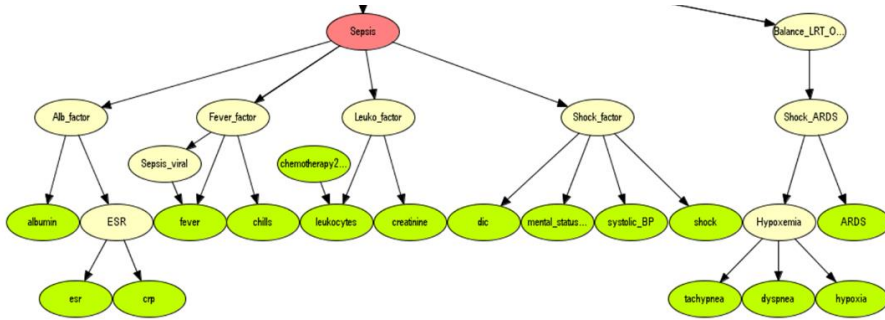 Sepsis
Balance_LRT_O...
Alb_factor
Fever_factor
Leuko_factor
Shock_factor
Shock_ARDS
Sepsis_viral
chemotherapy2...
albumin
ESR
fever
chills
leukocytes
creatinine
dic
mental_status...
systolic_BP
shock
Hypoxemia
ARDS
esr
crp
tachypnea
dyspnea
hypoxia